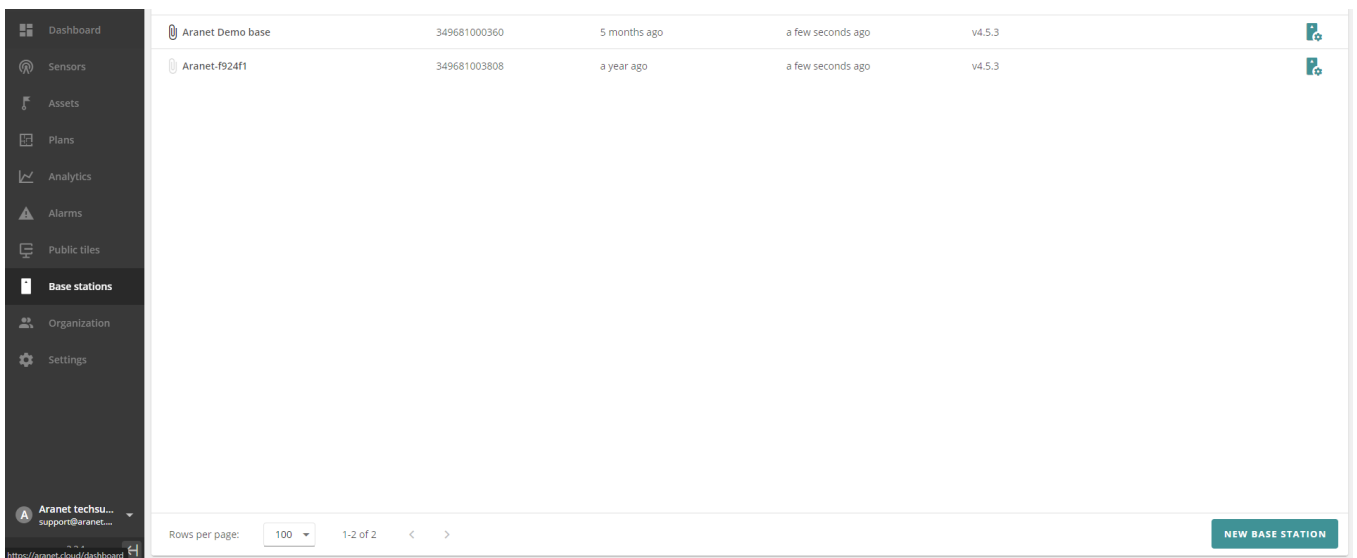 Dashboard
Sensors
Assets
Plans
Analytics
Alarms
Public tiles
Base stations
Organization
Settings
A Aranet techsu...
support@aranet....
https://aranet.cloud/dashboard
Aranet Demo base 349681000360 5 months ago a few seconds ago v4.5.3
Aranet-f924f1 349681003808 a year ago a few seconds ago v4.5.3
Rows per page: 100 1-2 of 2
NEW BASE STATION